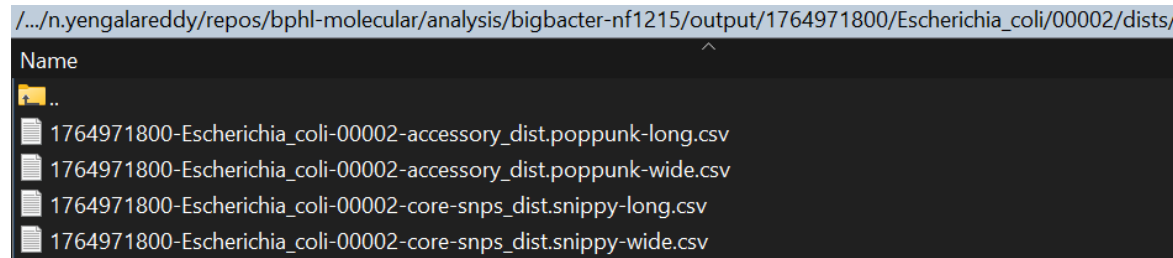 /.../n.yengalareddy/repos/bphl-molecular/analysis/bigbacter-nf1215/output/1764971800/Escherichia_coli/00002/dists/
Name
..
1764971800-Escherichia_coli-00002-accessory_dist.poppunk-long.csv
1764971800-Escherichia_coli-00002-accessory_dist.poppunk-wide.csv
1764971800-Escherichia_coli-00002-core-snps_dist.snippy-long.csv
1764971800-Escherichia_coli-00002-core-snps_dist.snippy-wide.csv